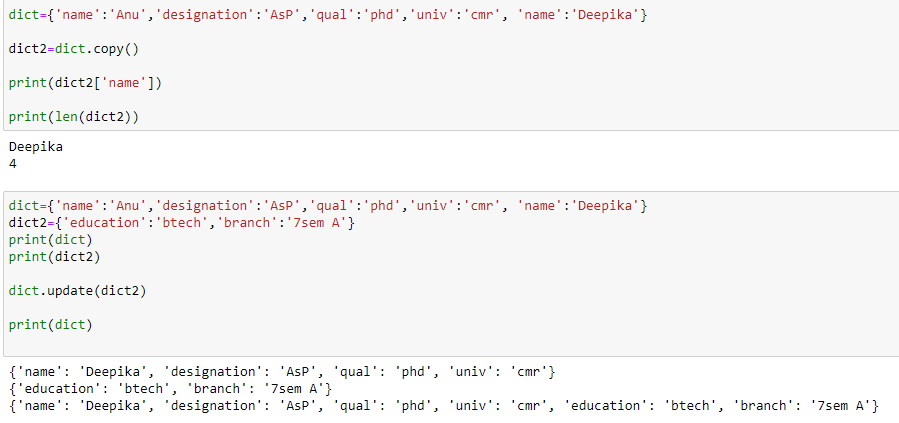 dict={'name':'Anu','designation':'AsP','qual':'phd','univ':'cmr', 'name':'Deepika'}
dict2=dict.copy()
print(dict2['name'])
print(len(dict2))
Deepika
4
dict={'name':'Anu','designation':'AsP','qual':'phd','univ':'cmr', 'name':'Deepika'}
dict2={'education':'btech','branch':'7sem A'}
print(dict)
print(dict2)
dict.update(dict2)
print(dict)
{'name': 'Deepika', 'designation': 'AsP', 'qual': 'phd', 'univ': 'cmr'}
{'education': 'btech', 'branch': '7sem A'}
{'name': 'Deepika', 'designation': 'AsP', 'qual': 'phd', 'univ': 'cmr', 'education': 'btech', 'branch': '7sem A'}